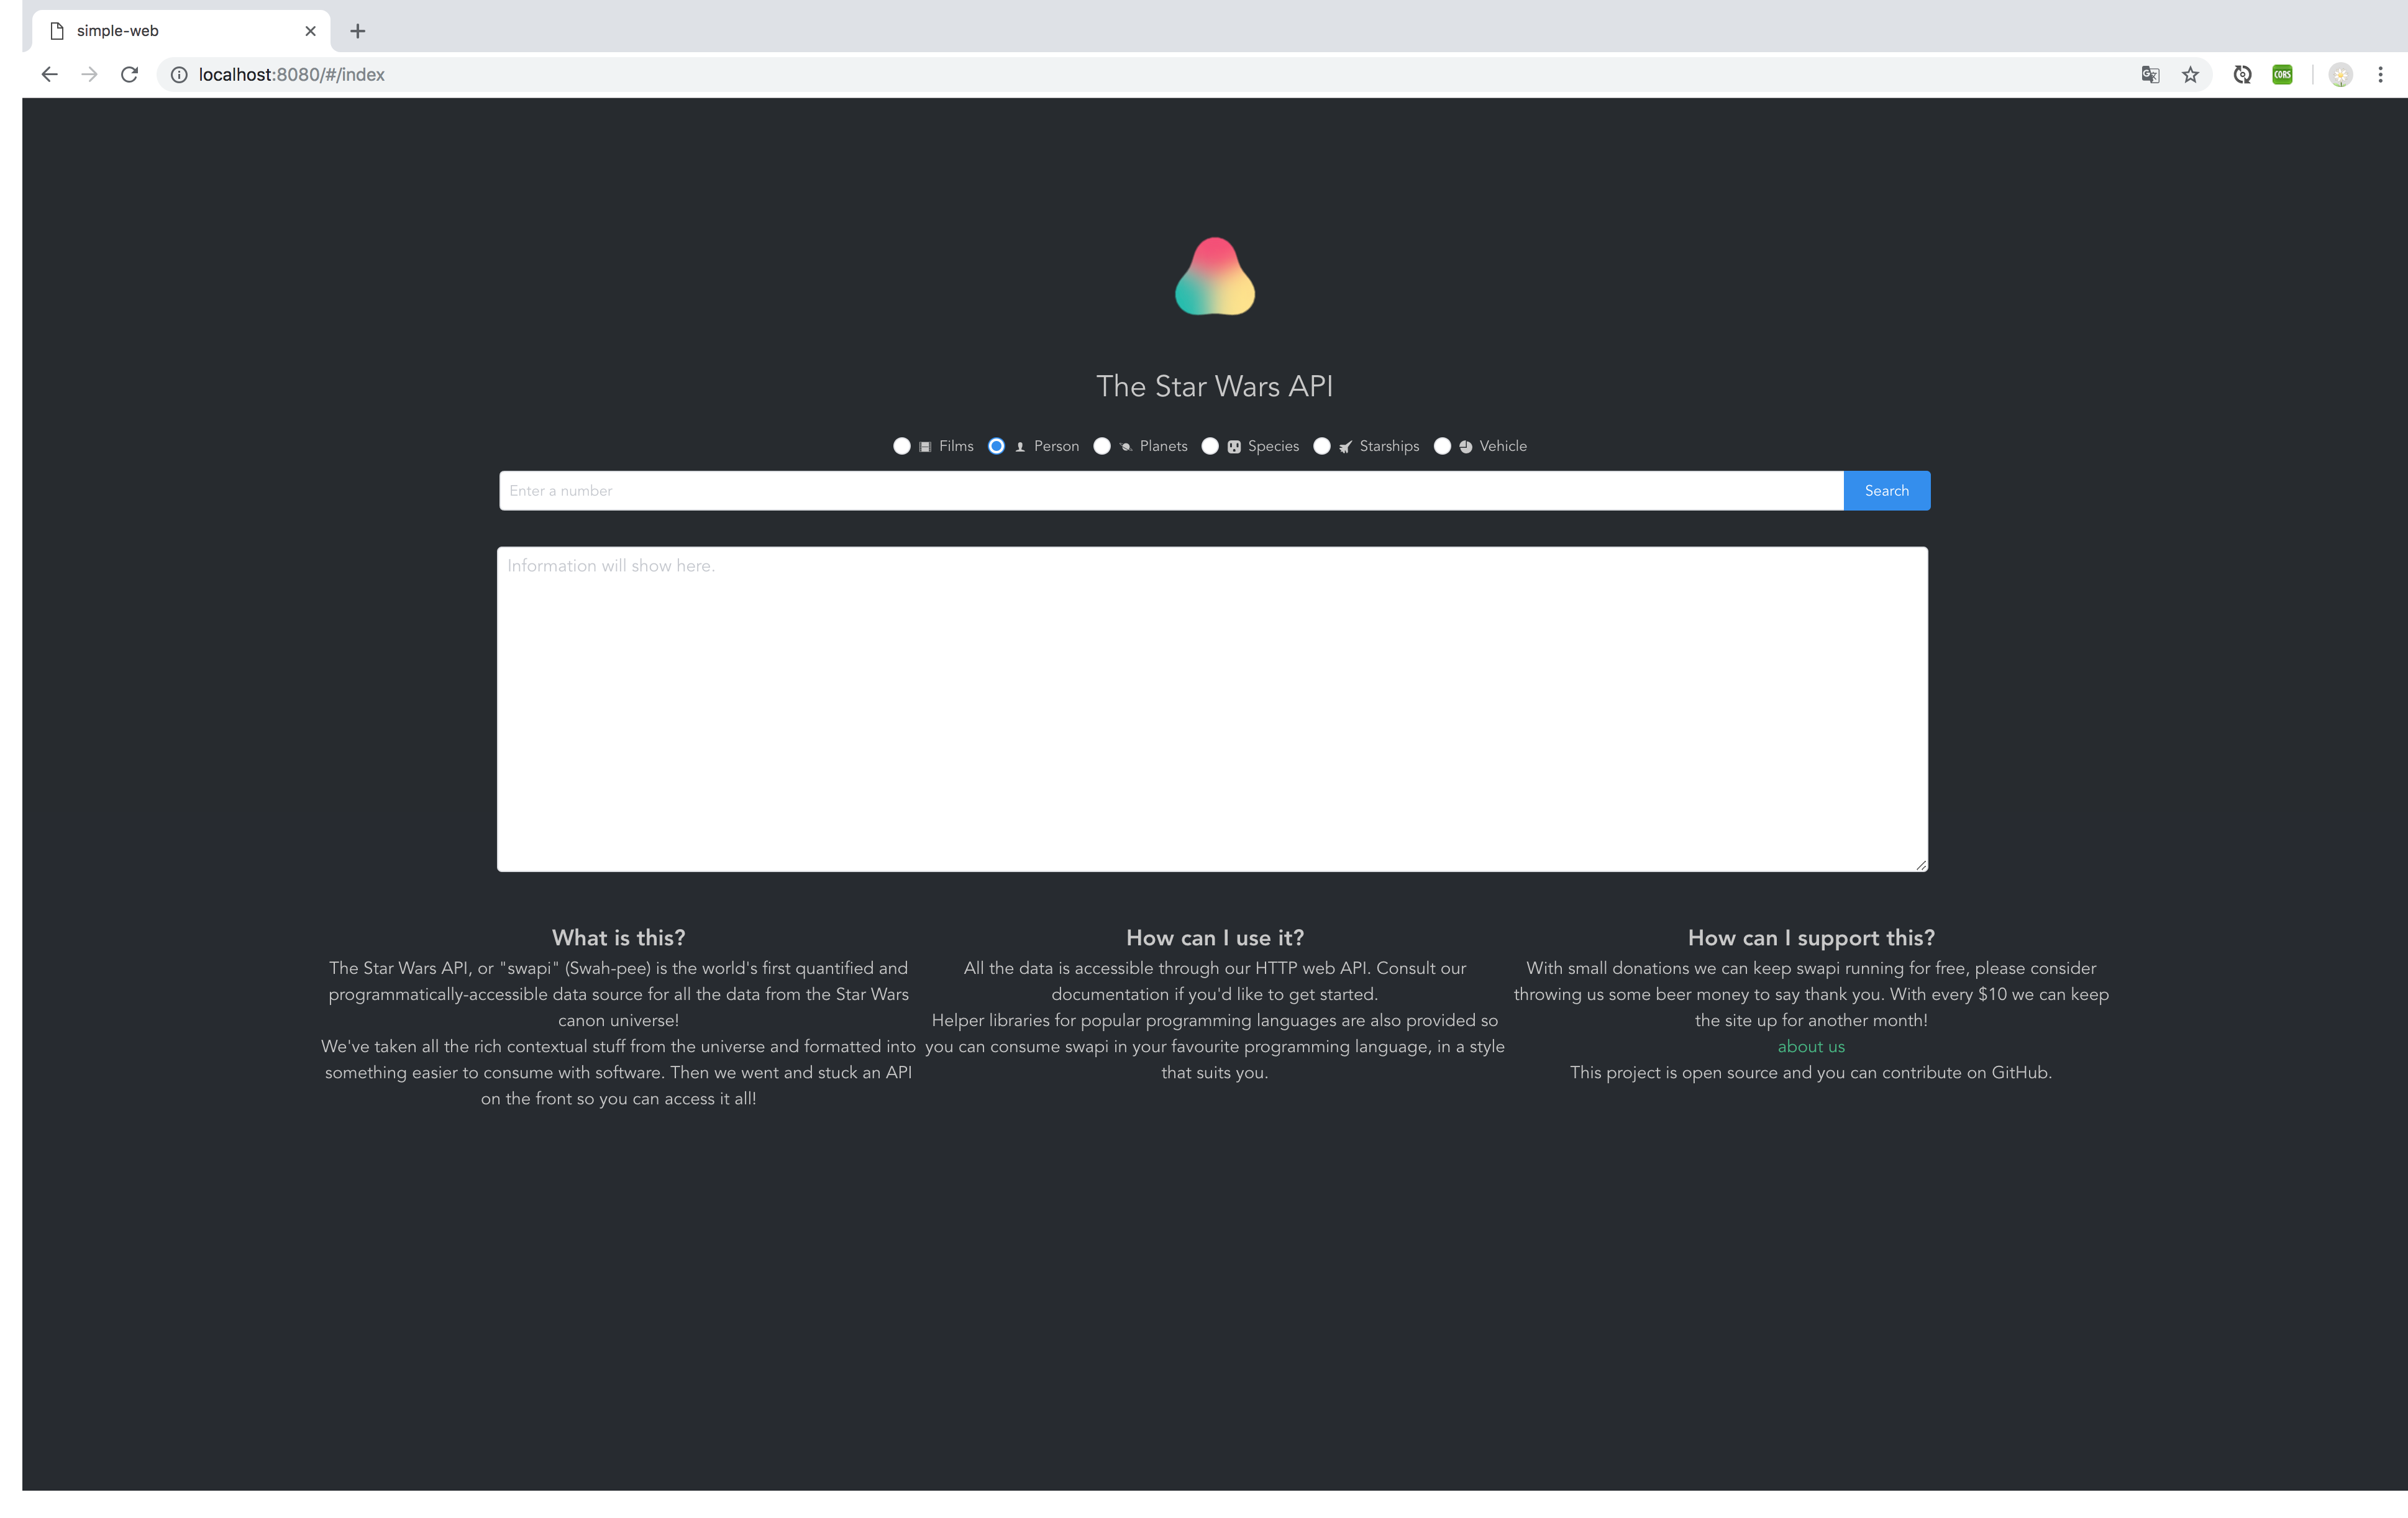 simple-web
localhost:8080/#/index
CORS
The Star Wars API
Films Person Planets Species Starships Vehicle
Enter a number
Search
Information will show here.
What is this?
The Star Wars API, or "swapi" (Swah-pee) is the world's first quantified and
programmatically-accessible data source for all the data from the Star Wars
canon universe!
We've taken all the rich contextual stuff from the universe and formatted into
something easier to consume with software. Then we went and stuck an API
on the front so you can access it all!
How can I use it?
All the data is accessible through our HTTP web API. Consult our
documentation if you'd like to get started.
Helper libraries for popular programming languages are also provided so
you can consume swapi in your favourite programming language, in a style
that suits you.
How can I support this?
With small donations we can keep swapi running for free, please consider
throwing us some beer money to say thank you. With every $10 we can keep
the site up for another month!
about us
This project is open source and you can contribute on GitHub.